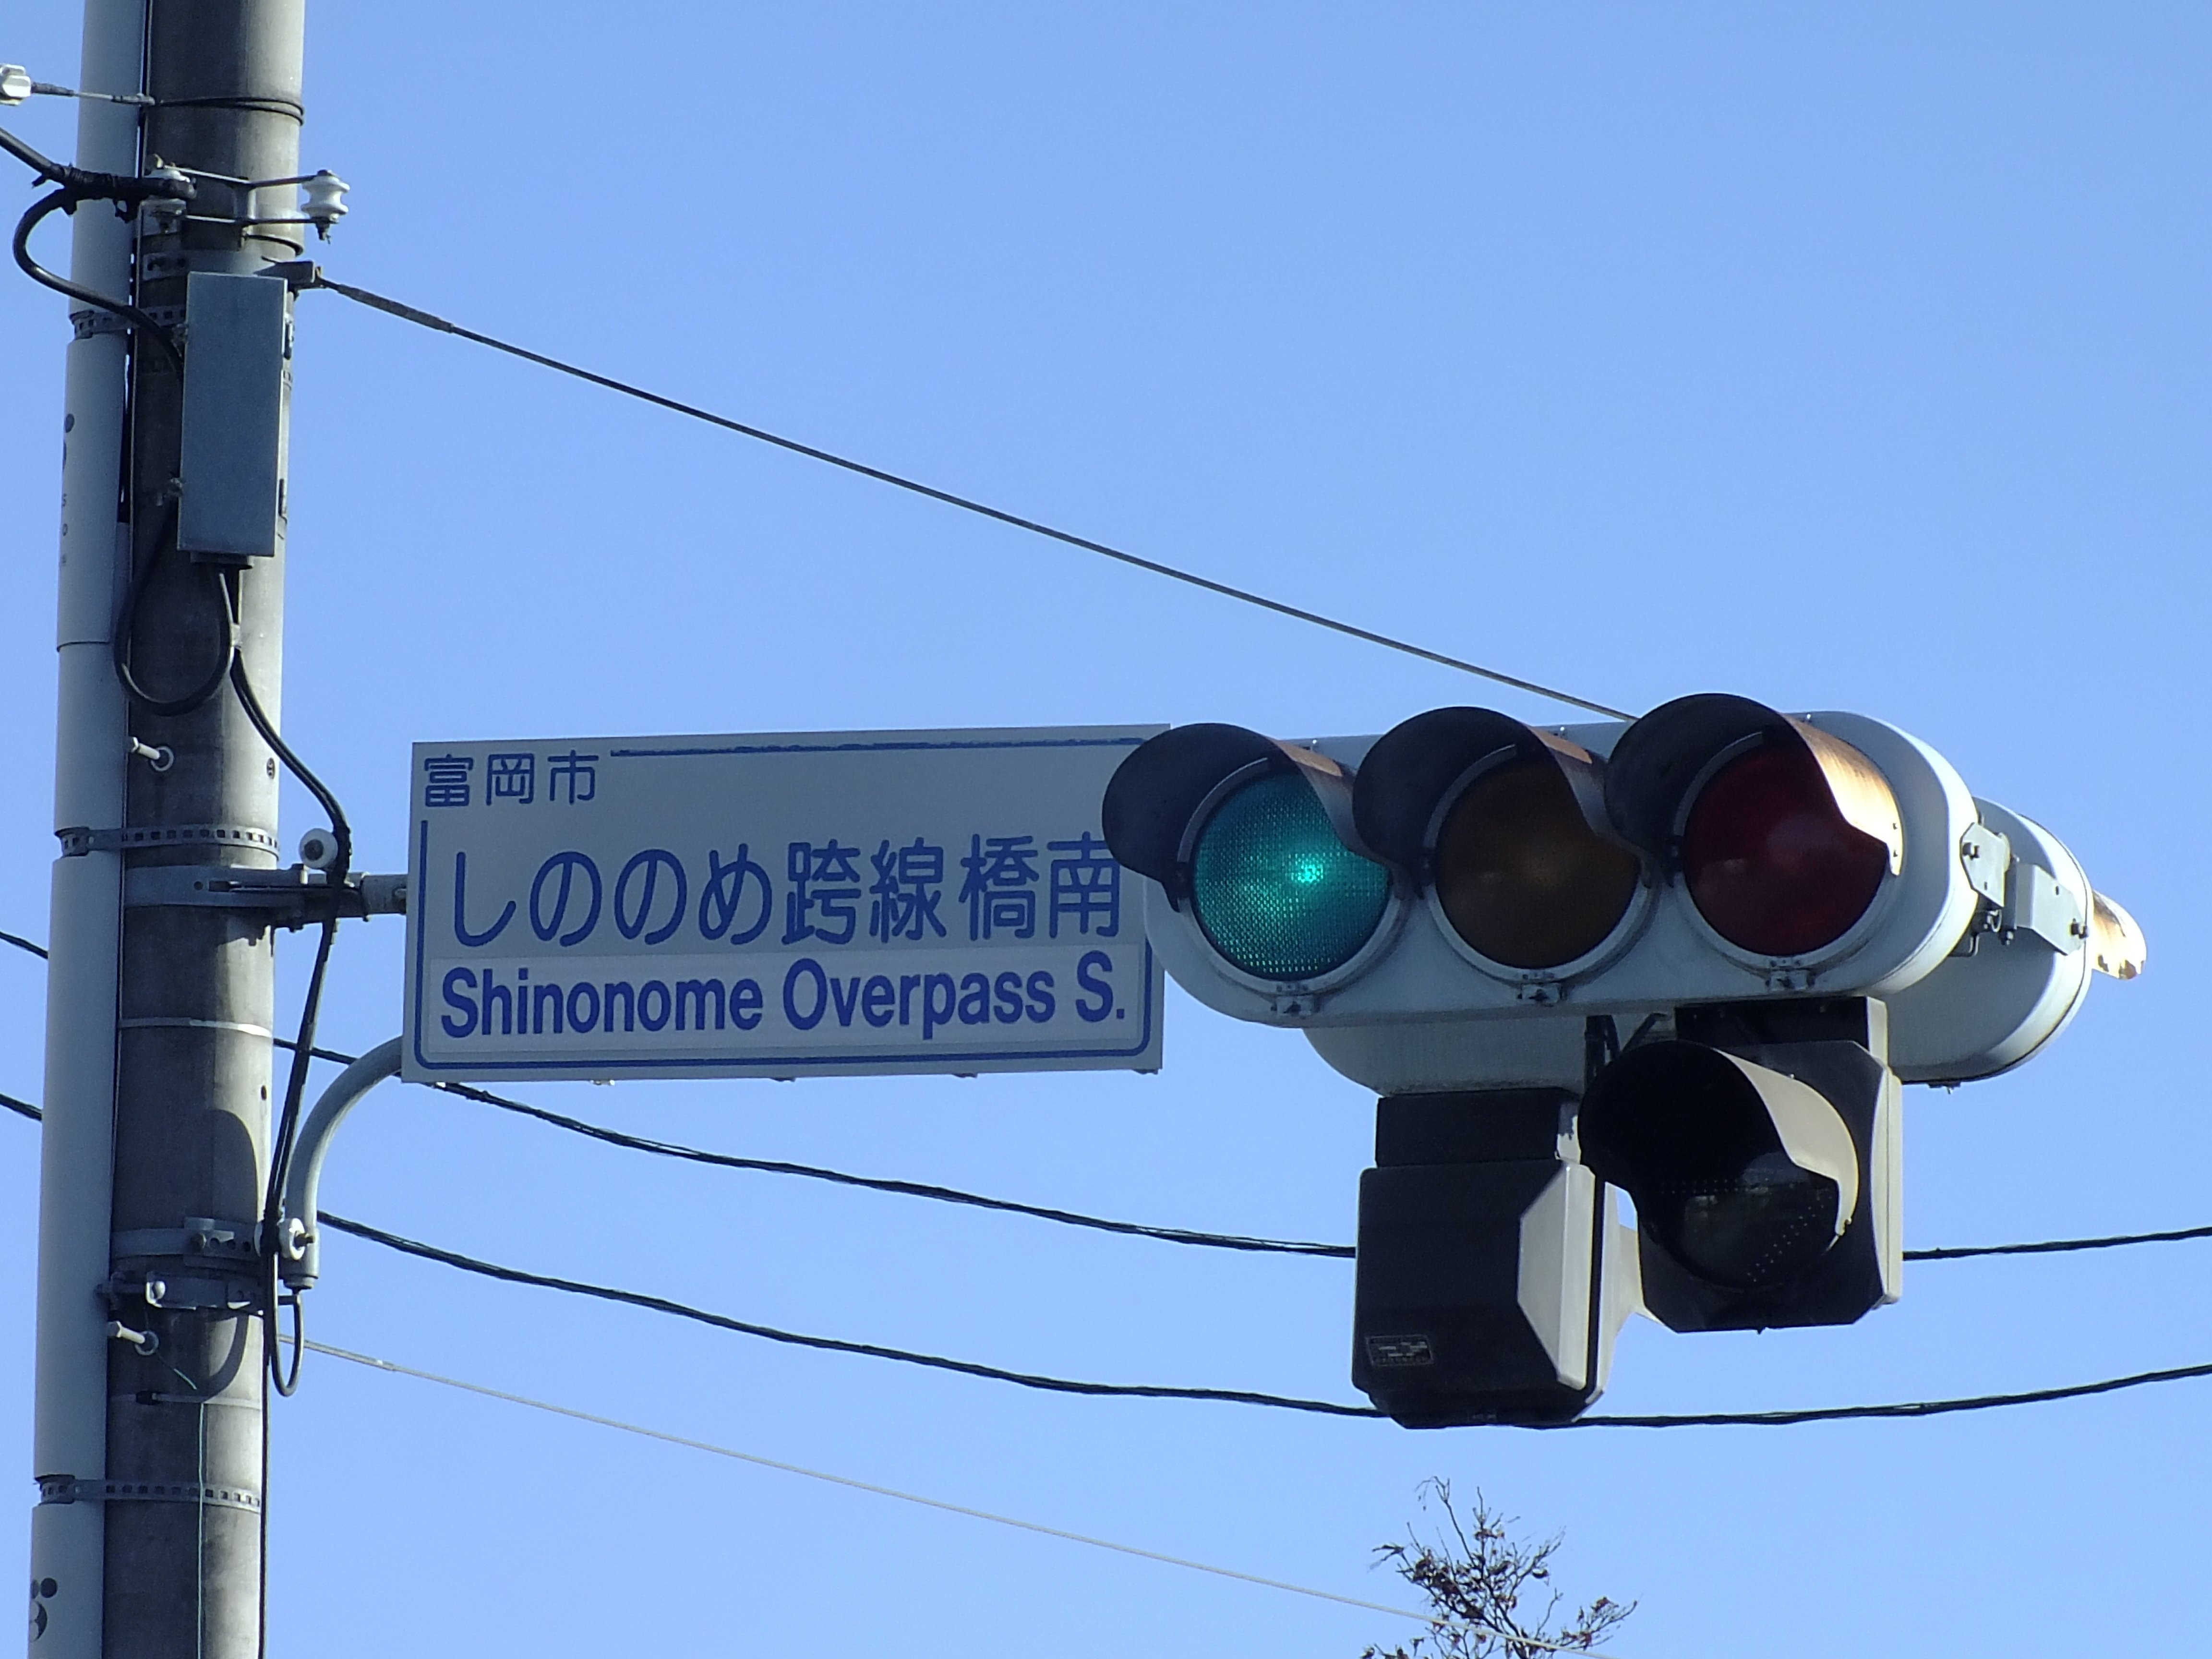 富岡市
しののめ跨線橋南
Shinonome Overpass S.